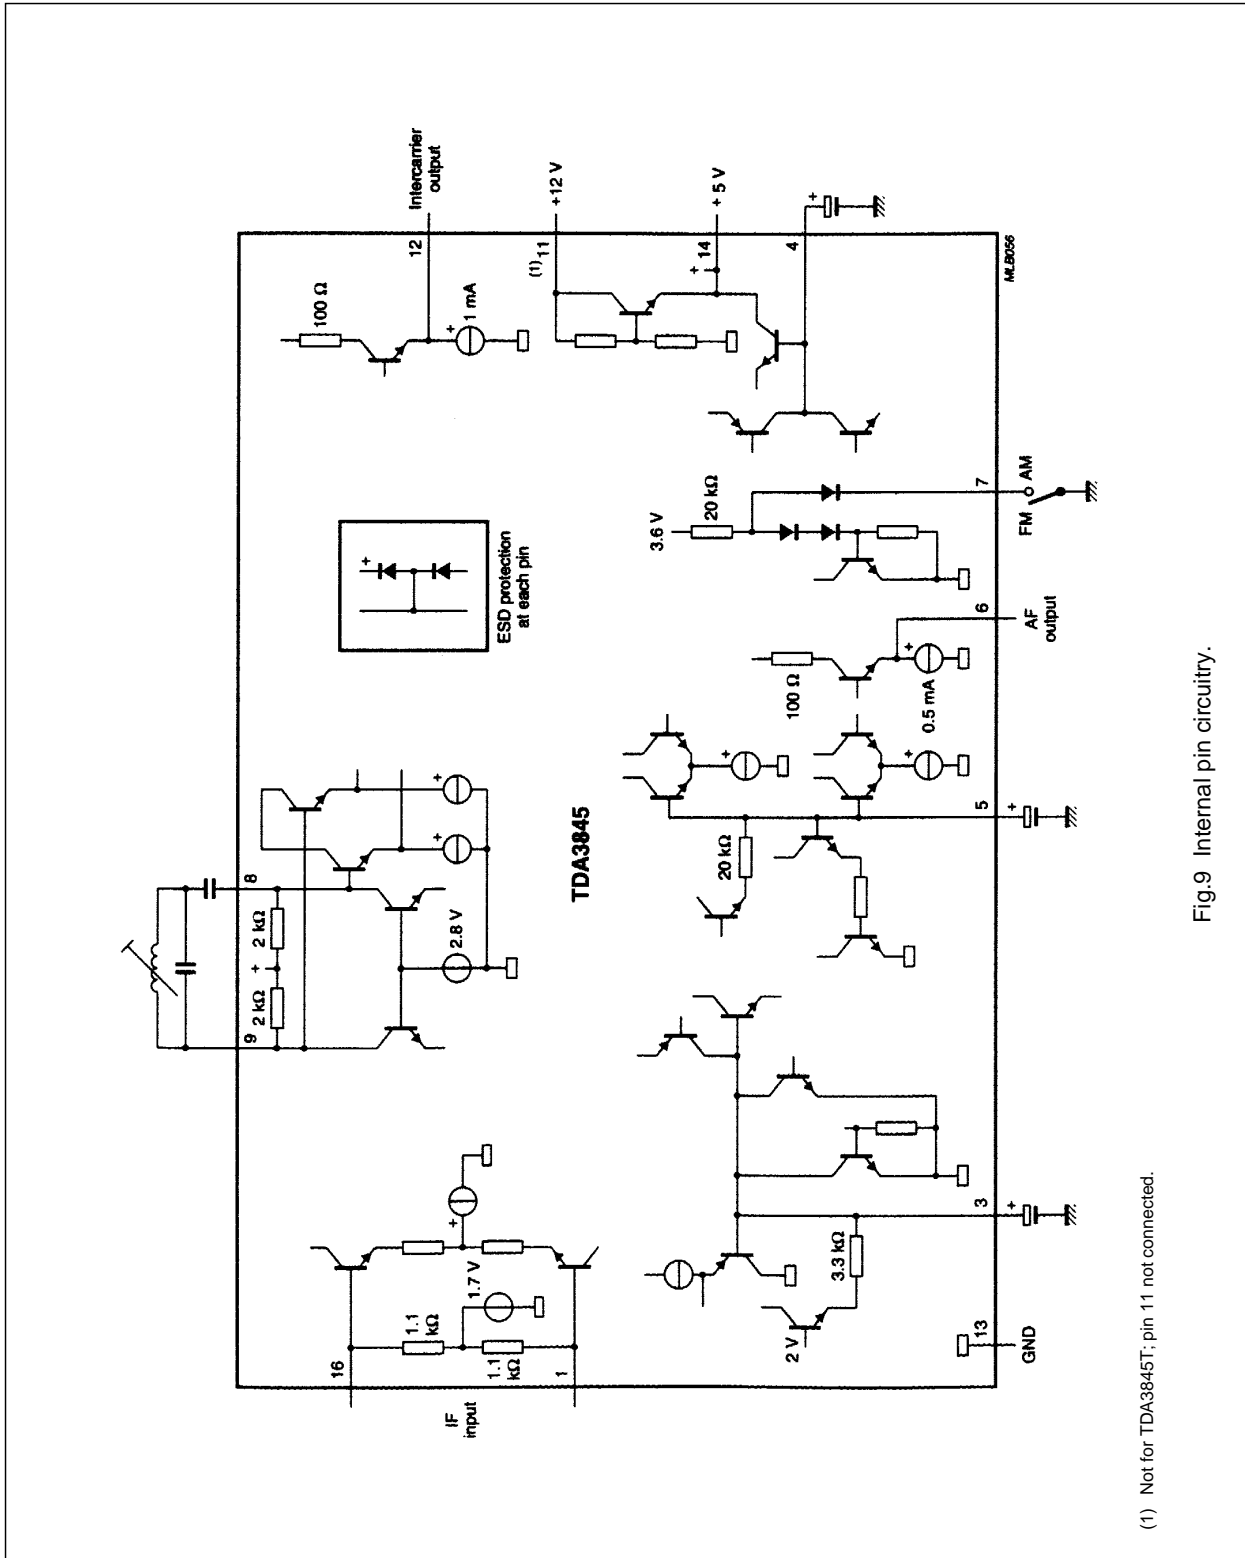 IF
input
16
1
1.1
kΩ
1.1
kΩ
1.7 V
9
8
2 kΩ
+
2 kΩ
2.8 V
+
+
+
ESD protection
at each pin
+
100 Ω
+
1 mA
12
Intercarrier
output
(1) 11
+12 V
+
14
+ 5 V
4
+
TDA3845
13
GND
2 V
3.3 kΩ
3
+
20 kΩ
+
+
5
+
100 Ω
+
0.5 mA
6
AF
output
3.6 V
20 kΩ
7
FM
AM
MLB056
(1) Not for TDA3845T; pin 11 not connected.
Fig.9 Internal pin circuitry.